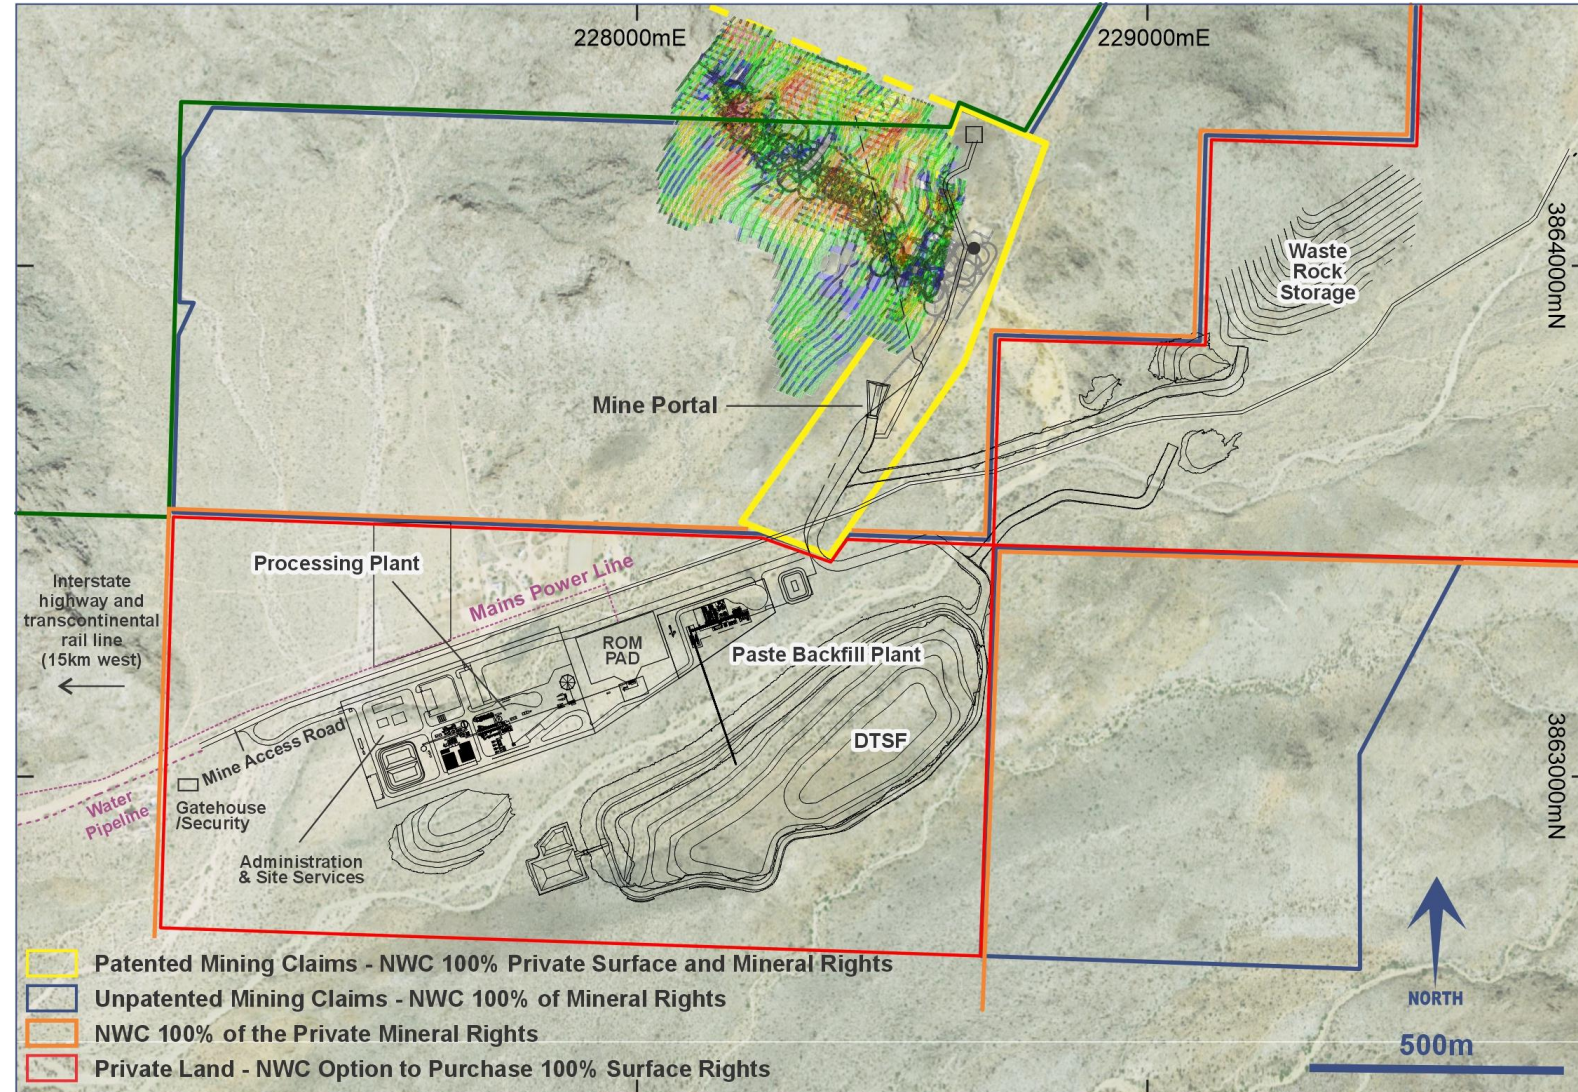 228000mE
229000mE
3864000mN
Waste
Rock
Storage
Mine Portal
Processing Plant
Mains Power Line
Interstate
highway and
transcontinental
rail line
(15km west)
ROM
PAD
Paste Backfill Plant
DTSF
3863000mN
Mine Access Road
Water
Pipeline
Gatehouse
/Security
Administration
& Site Services
Patented Mining Claims - NWC 100% Private Surface and Mineral Rights
Unpatented Mining Claims - NWC 100% of Mineral Rights
NWC 100% of the Private Mineral Rights
Private Land - NWC Option to Purchase 100% Surface Rights
NORTH
500m